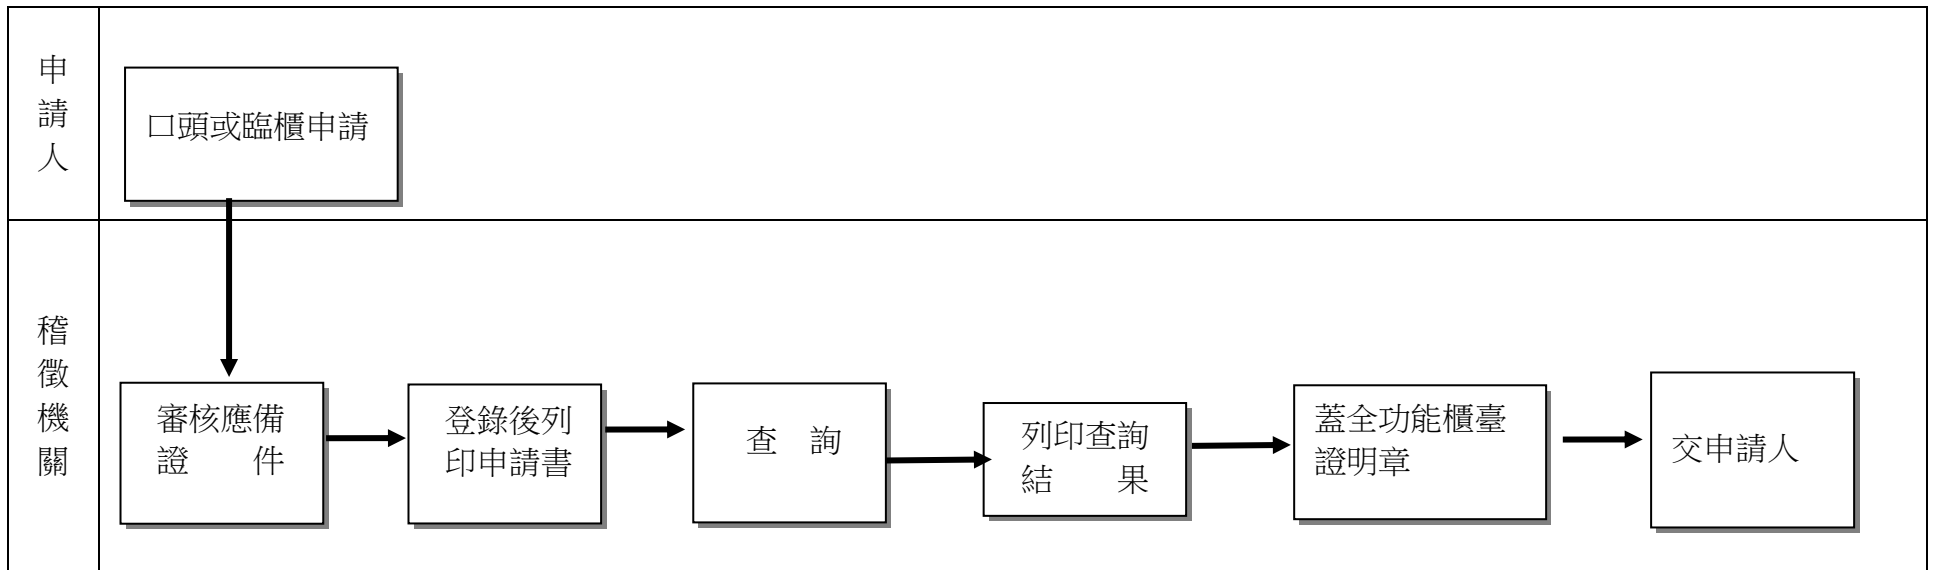 申請人
口頭或臨櫃申請
稽徵機關
審核應備
證　　件
登錄後列
印申請書
查　詢
列印查詢
結　　果
蓋全功能櫃臺
證明章
交申請人